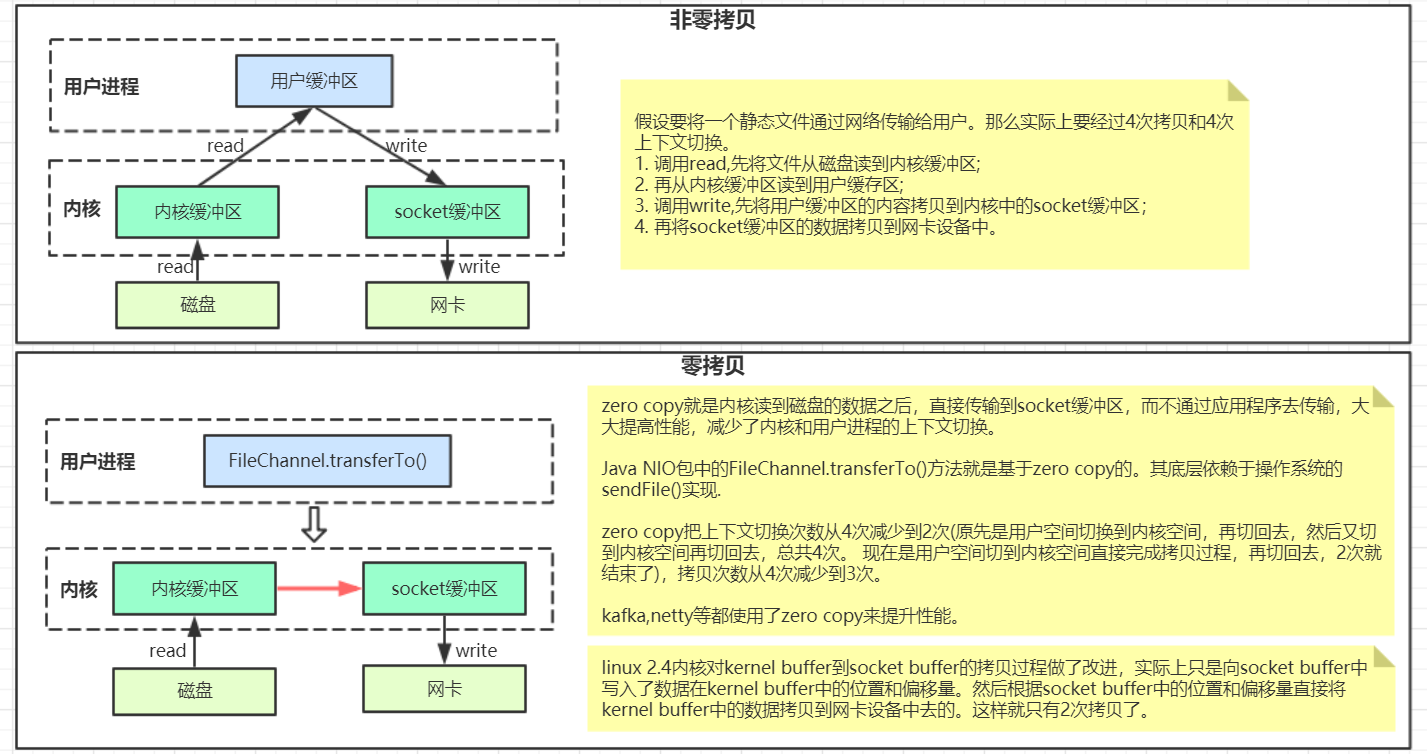 非零拷贝
用户进程
用户缓冲区
read
write
内核
内核缓冲区
socket缓冲区
read
write
磁盘
网卡
假设要将一个静态文件通过网络传输给用户。那么实际上要经过4次拷贝和4次
上下文切换。
1. 调用read,先将文件从磁盘读到内核缓冲区;
2. 再从内核缓冲区读到用户缓存区;
3. 调用write,先将用户缓冲区的内容拷贝到内核中的socket缓冲区；
4. 再将socket缓冲区的数据拷贝到网卡设备中。
零拷贝
用户进程
FileChannel.transferTo()
内核
内核缓冲区
socket缓冲区
read
write
磁盘
网卡
zero copy就是内核读到磁盘的数据之后，直接传输到socket缓冲区，而不通过应用程序去传输，大
大提高性能，减少了内核和用户进程的上下文切换。
Java NIO包中的FileChannel.transferTo()方法就是基于zero copy的。其底层依赖于操作系统的
sendFile()实现.
zero copy把上下文切换次数从4次减少到2次(原先是用户空间切换到内核空间，再切回去，然后又切
到内核空间再切回去，总共4次。 现在是用户空间切到内核空间直接完成拷贝过程，再切回去，2次就
结束了)，拷贝次数从4次减少到3次。
kafka,netty等都使用了zero copy来提升性能。
linux 2.4内核对kernel buffer到socket buffer的拷贝过程做了改进，实际上只是向socket buffer中
写入了数据在kernel buffer中的位置和偏移量。然后根据socket buffer中的位置和偏移量直接将
kernel buffer中的数据拷贝到网卡设备中去的。这样就只有2次拷贝了。